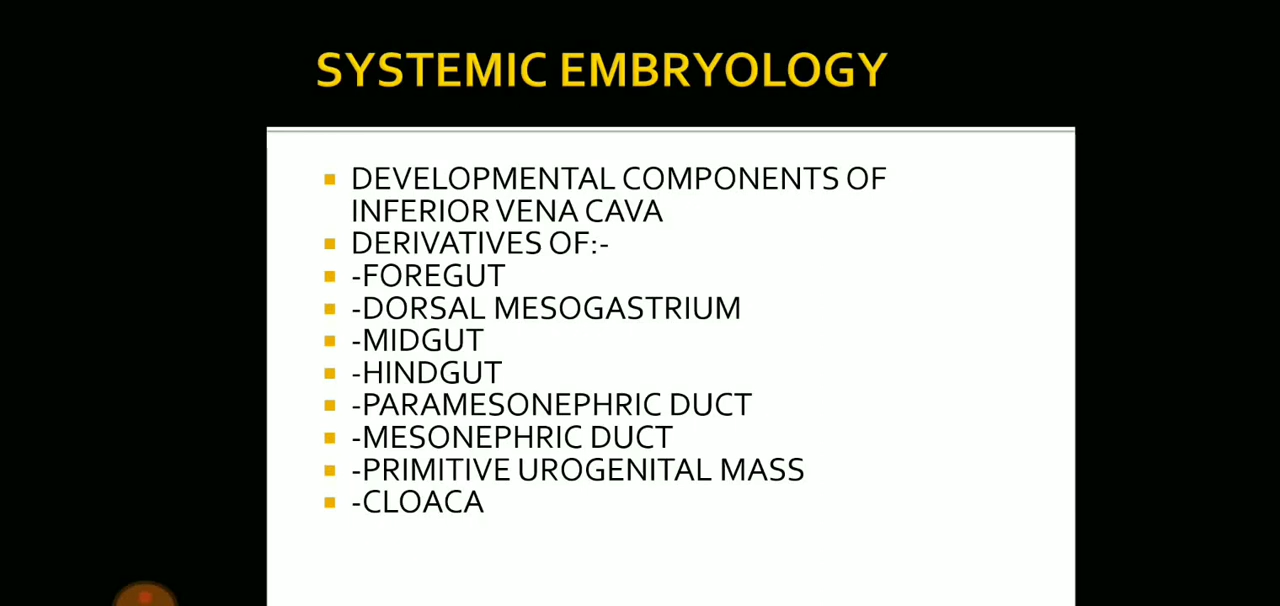 SYSTEMIC EMBRYOLOGY
DEVELOPMENTAL COMPONENTS OF
INFERIOR VENA CAVA
DERIVATIVES OF:-
-FOREGUT
-DORSAL MESOGASTRIUM
-MIDGUT
-HINDGUT
-PARAMESONEPHRIC DUCT
-MESONEPHRIC DUCT
-PRIMITIVE UROGENITAL MASS
-CLOACA